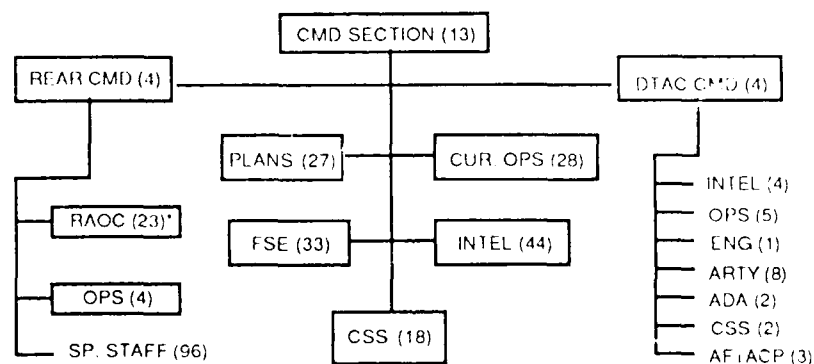 CMD SECTION (13)
REAR CMD (4)
DTAC CMD (4)
PLANS (27)
CUR. OPS (28)
INTEL (4)
OPS (5)
RAOC (23)*
FSE (33)
INTEL (44)
ENG (1)
ARTY (8)
OPS (4)
ADA (2)
CSS (18)
CSS (2)
SP. STAFF (96)
(3)